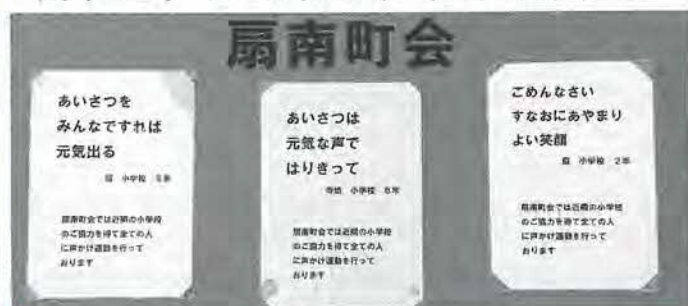 扇南町会
あいさつを
みんなですれば
元気出る
小学校
扇南町会では近隣の小学校
のご協力を得て全ての人
に声かけ運動を行って
おります
あいさつは
元気な声で
はりきって
小学校 6年
扇南町会では近隣の小学校
のご協力を得て全ての人
に声かけ運動を行って
おります
ごめんなさい
すなおにあやまり
よい笑顔
小学校 2年
扇南町会では近隣の小学校
のご協力を得て全ての人
に声かけ運動を行って
おります